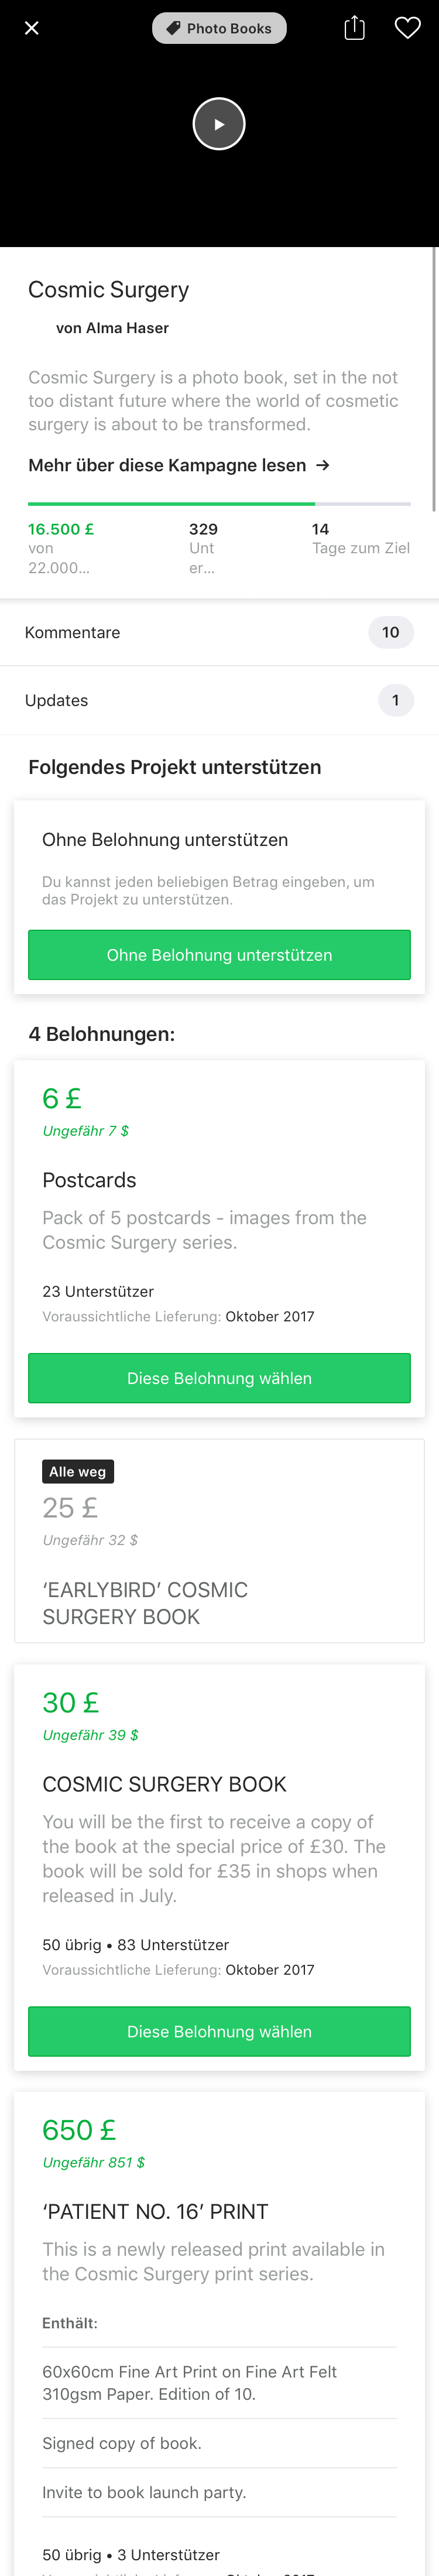 Photo Books
Cosmic Surgery
von Alma Haser
Cosmic Surgery is a photo book, set in the not
too distant future where the world of cosmetic
surgery is about to be transformed.
Mehr über diese Kampagne lesen →
16.500 £ 329 14
von Unt Tage zum Ziel
22.000... er...
Kommentare 10
Updates 1
Folgendes Projekt unterstützen
Ohne Belohnung unterstützen
Du kannst jeden beliebigen Betrag eingeben, um
das Projekt zu unterstützen.
Ohne Belohnung unterstützen
4 Belohnungen:
6 £
Ungefähr 7 $
Postcards
Pack of 5 postcards - images from the
Cosmic Surgery series.
23 Unterstützer
Voraussichtliche Lieferung: Oktober 2017
Diese Belohnung wählen
Alle weg
25 £
Ungefähr 32 $
‘EARLYBIRD’ COSMIC
SURGERY BOOK
30 £
Ungefähr 39 $
COSMIC SURGERY BOOK
You will be the first to receive a copy of
the book at the special price of £30. The
book will be sold for £35 in shops when
released in July.
50 übrig • 83 Unterstützer
Voraussichtliche Lieferung: Oktober 2017
Diese Belohnung wählen
650 £
Ungefähr 851 $
‘PATIENT NO. 16’ PRINT
This is a newly released print available in
the Cosmic Surgery print series.
Enthält:
60x60cm Fine Art Print on Fine Art Felt
310gsm Paper. Edition of 10.
Signed copy of book.
Invite to book launch party.
50 übrig • 3 Unterstützer